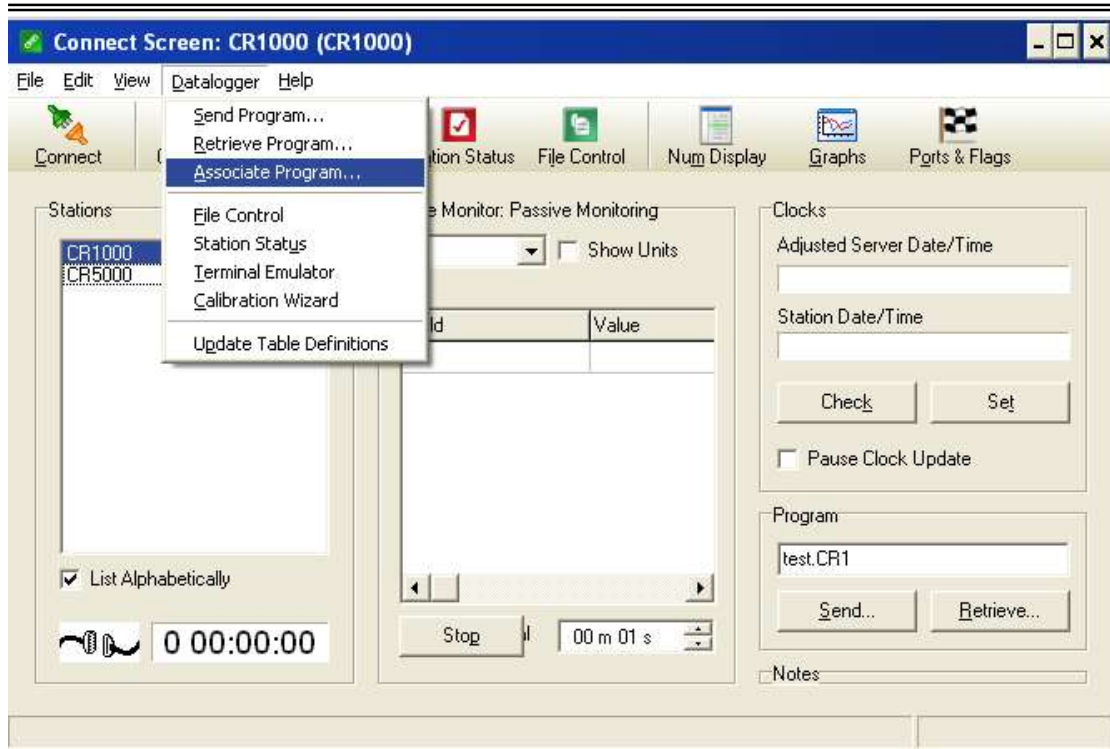 Connect Screen: CR1000 (CR1000)
File Edit View Datalogger Help
Send Program...
Retrieve Program...
Associate Program...
File Control
Station Status
Terminal Emulator
Calibration Wizard
Update Table Definitions
Connect
Status File Control Num Display Graphs Ports & Flags
Stations
CR1000
CR5000
List Alphabetically
0 00:00:00
Monitor: Passive Monitoring
Show Units
Value
Stop 00 m 01 s
Clocks
Adjusted Server Date/Time
Station Date/Time
Check Set
Pause Clock Update
Program
test.CR1
Send... Retrieve...
Notes